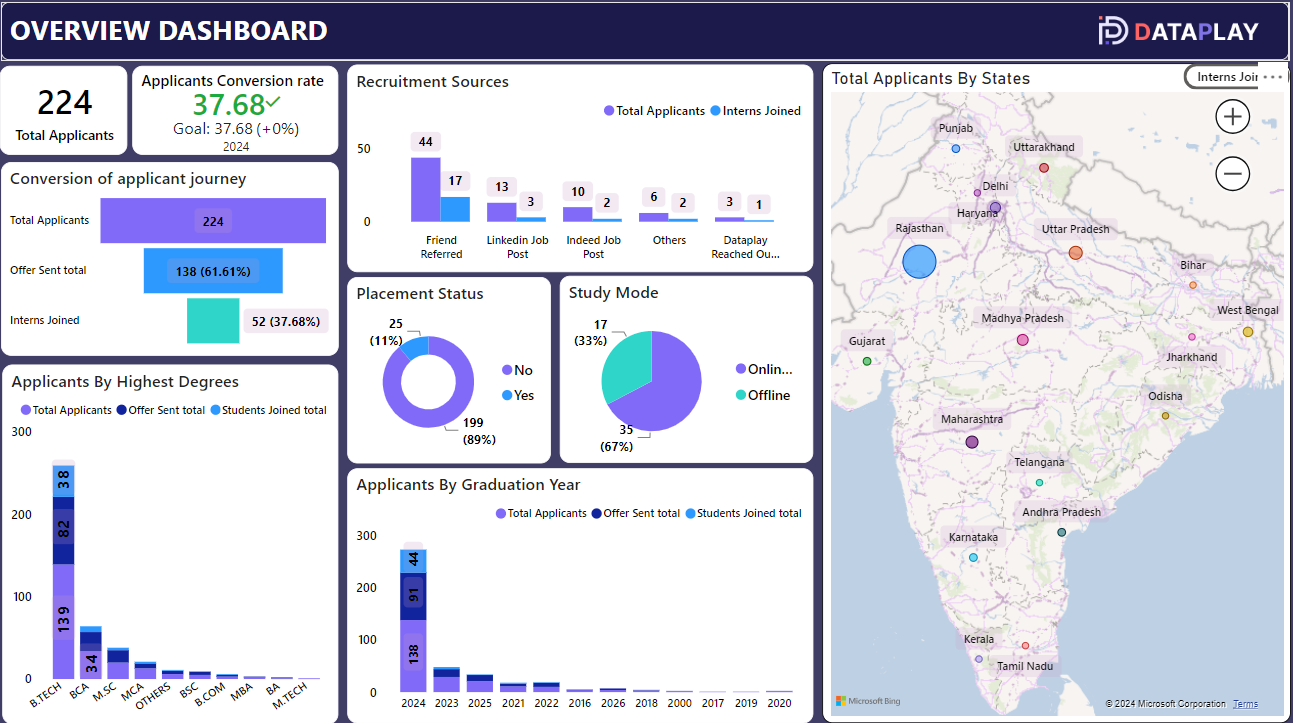 OVERVIEW DASHBOARD
DATAPLAY
224
Total Applicants
Applicants Conversion rate
37.68
Goal: 37.68 (+0%)
2024
Conversion of applicant journey
Total Applicants
224
Offer Sent total
138 (61.61%)
Interns Joined
52 (37.68%)
Applicants By Highest Degrees
Total Applicants
Offer Sent total
Students Joined total
300
200
100
0
38
82
139
34
B.TECH
BCA
M.SC
MCA
OTHERS
BSC
B.COM
MBA
BA
M.TECH
Recruitment Sources
Total Applicants
Interns Joined
50
0
44
17
13
3
10
2
6
2
3
1
Friend
Referred
Linkedin Job
Post
Indeed Job
Post
Others
Dataplay
Reached Ou...
Placement Status
25
(11%)
199
(89%)
No
Yes
Study Mode
17
(33%)
35
(67%)
Onlin...
Offline
Applicants By Graduation Year
Total Applicants
Offer Sent total
Students Joined total
300
200
100
0
44
91
138
2024
2023
2025
2021
2022
2016
2026
2018
2000
2017
2019
2020
Total Applicants By States
Interns Joir
...
Punjab
Uttarakhand
Delhi
Haryana
Rajasthan
Uttar Pradesh
Bihar
West Bengal
Madhya Pradesh
Gujarat
Jharkhand
Odisha
Maharashtra
Telangana
Andhra Pradesh
Karnataka
Kerala
Tamil Nadu
Microsoft Bing
© 2024 Microsoft Corporation
Terms